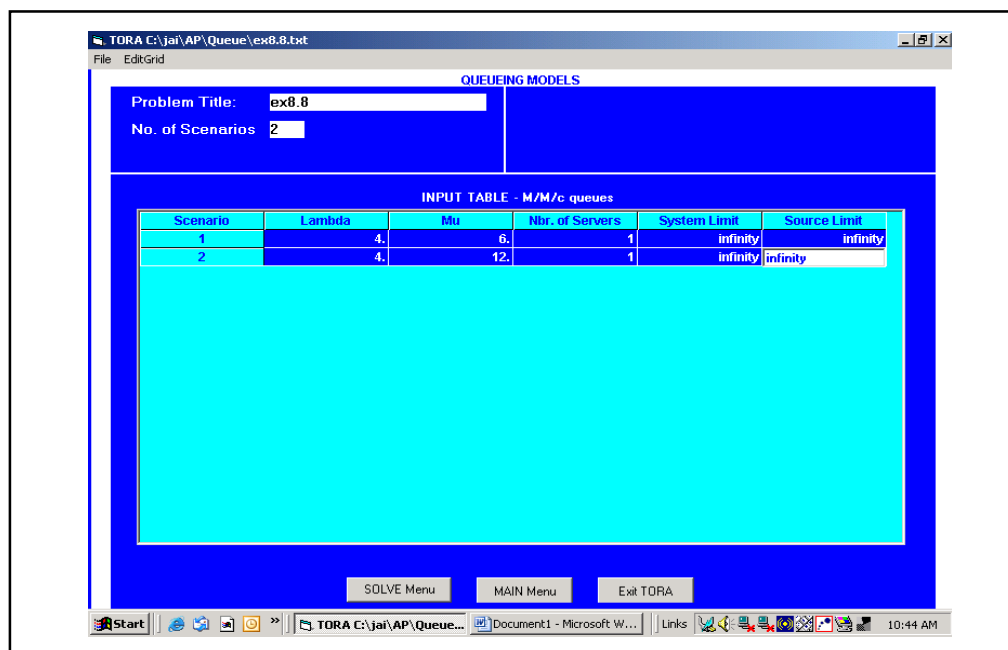 TORA C:\jai\AP\Queue\ex8.8.txt
File EditGrid
QUEUEING MODELS
Problem Title: ex8.8
No. of Scenarios 2
INPUT TABLE - M/M/c queues
Scenario Lambda Mu Nbr. of Servers System Limit Source Limit
1 4. 6. 1 infinity infinity
2 4. 12. 1 infinity infinity
SOLVE Menu MAIN Menu Exit TORA
Start » TORA C:\jai\AP\Queue... Document1 - Microsoft W... Links 10:44 AM